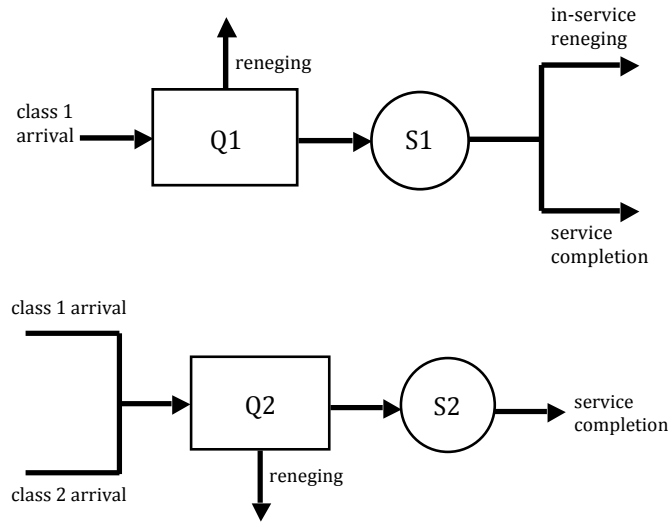 in-service
reneging
reneging
class 1
arrival
Q1
S1
service
completion
class 1 arrival
Q2
S2
service
completion
reneging
class 2 arrival